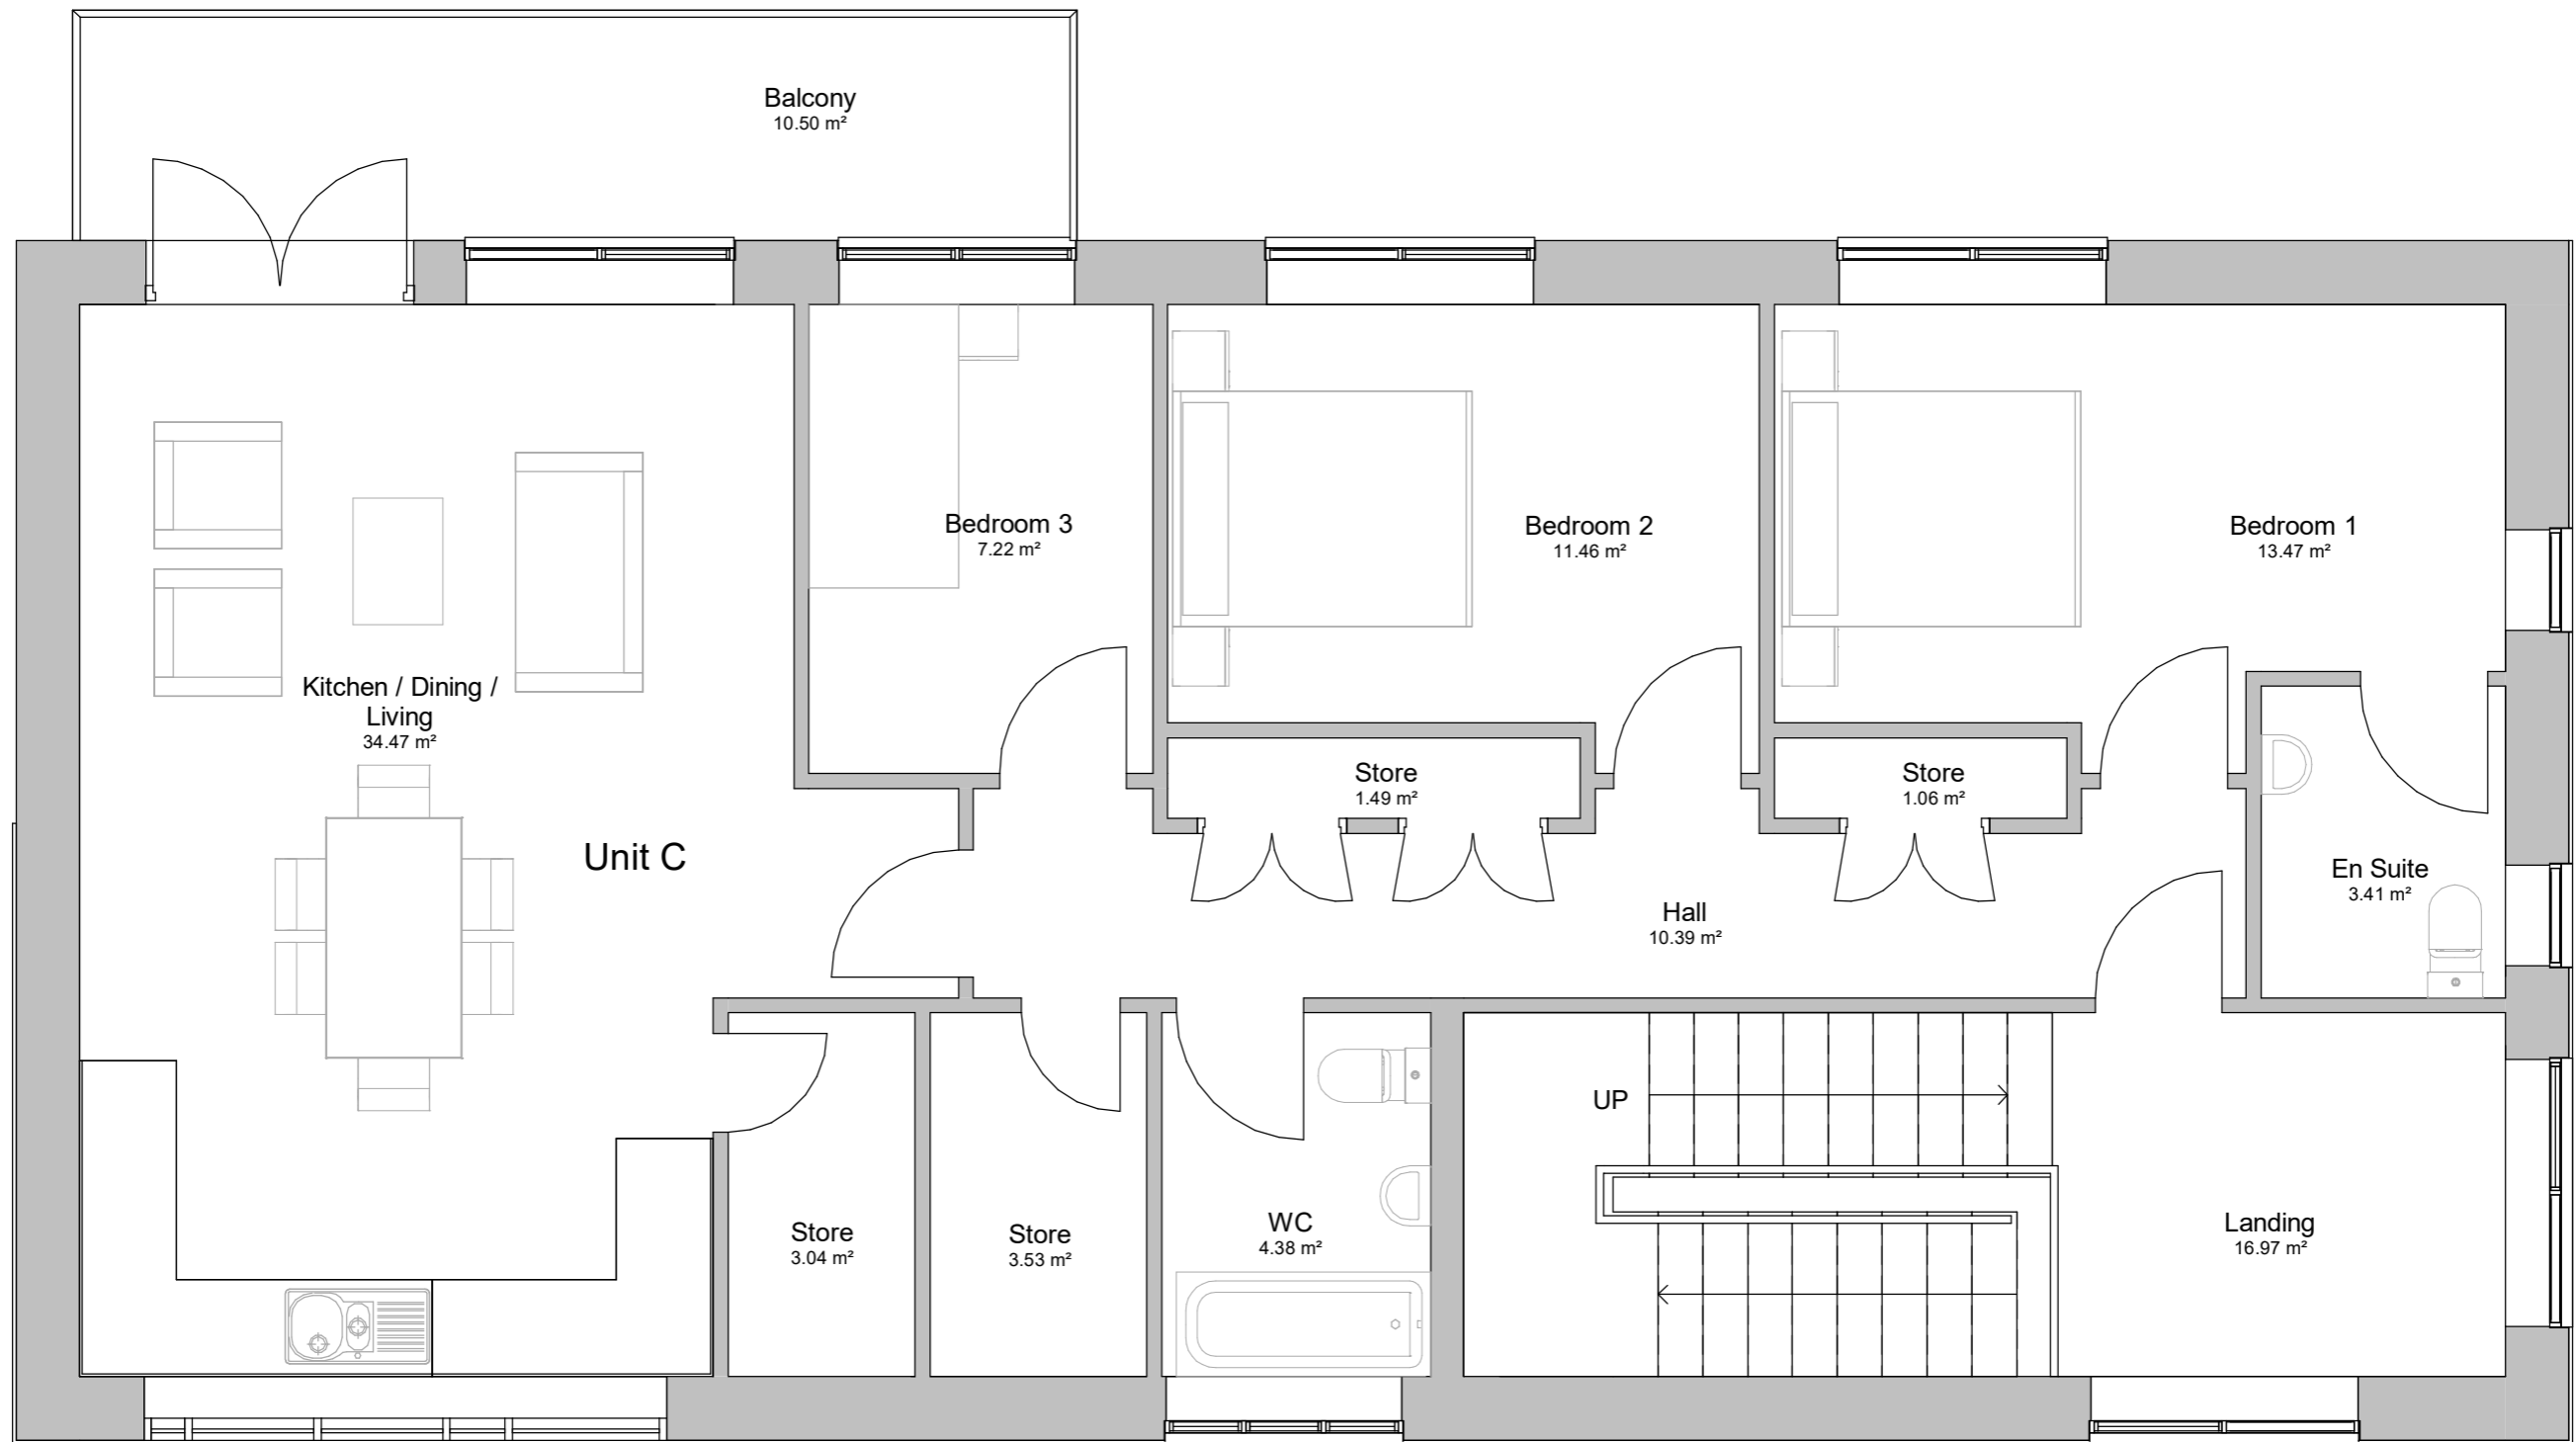 Balcony
10.50 m²
Bedroom 3
7.22 m²
Bedroom 2
11.46 m²
Bedroom 1
13.47 m²
Kitchen / Dining /
Living
34.47 m²
Store
1.49 m²
Store
1.06 m²
Unit C
En Suite
3.41 m²
Hall
10.39 m²
UP
Store
3.04 m²
Store
3.53 m²
WC
4.38 m²
Landing
16.97 m²